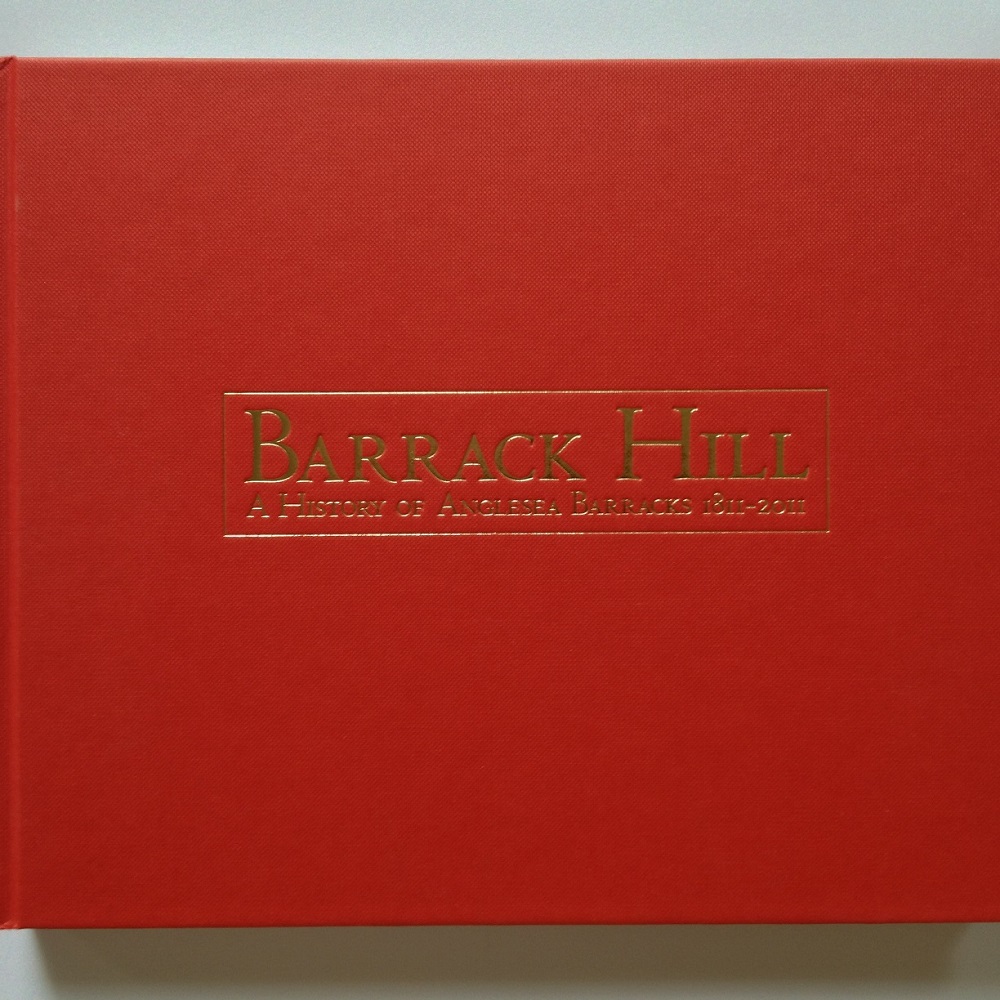 BARRACK HILL
A HISTORY OF ANGLESEA BARRACKS 1811-2011